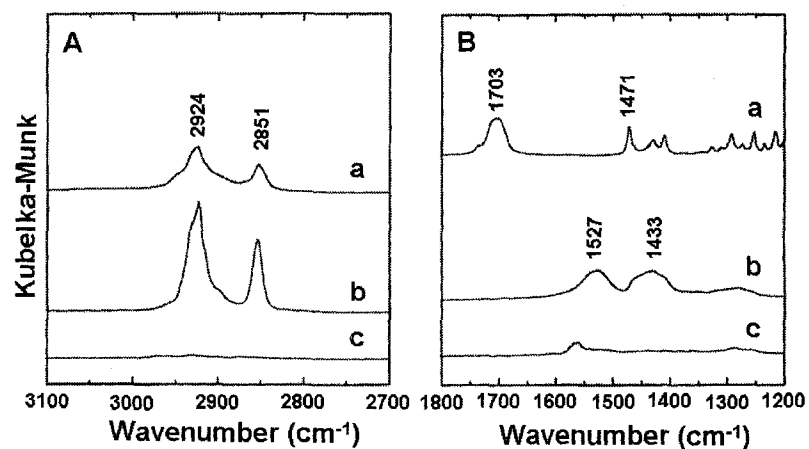 A
B
Kubelka-Munk
2924
2851
a
b
c
3100
3000
2900
2800
2700
Wavenumber (cm-1)
1703
1471
a
1527
1433
b
c
1800
1700
1600
1500
1400
1300
1200
Wavenumber (cm-1)